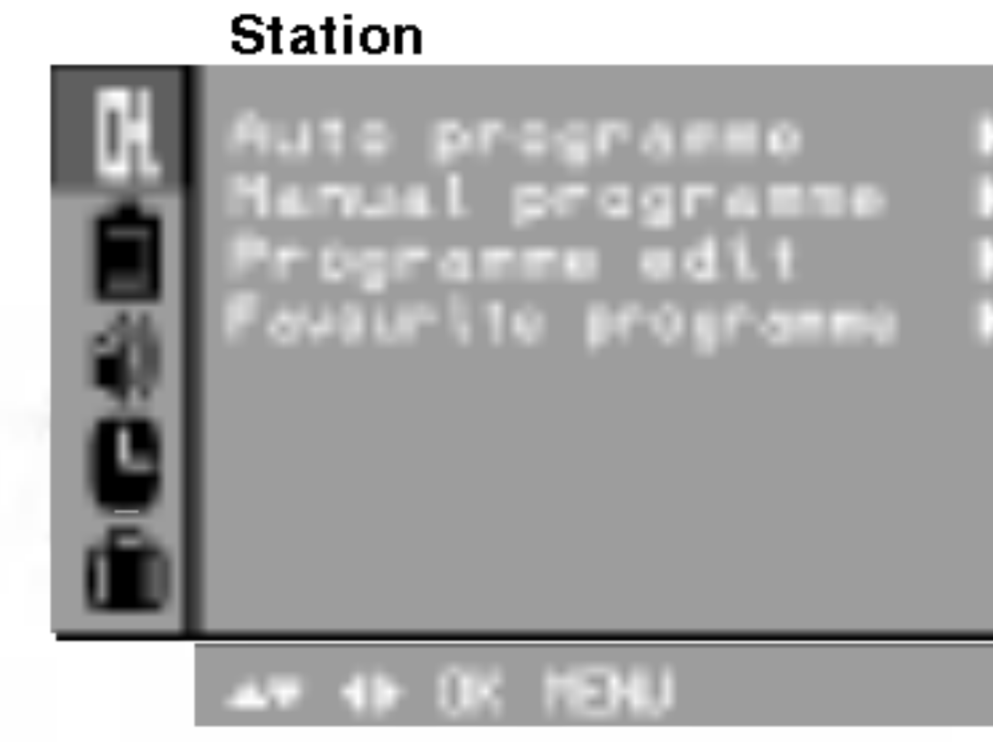 Station
CH.
Auto programme
Manual programme
Programme edit
Favourite programme
▲▼ ◀▶ OK MENU